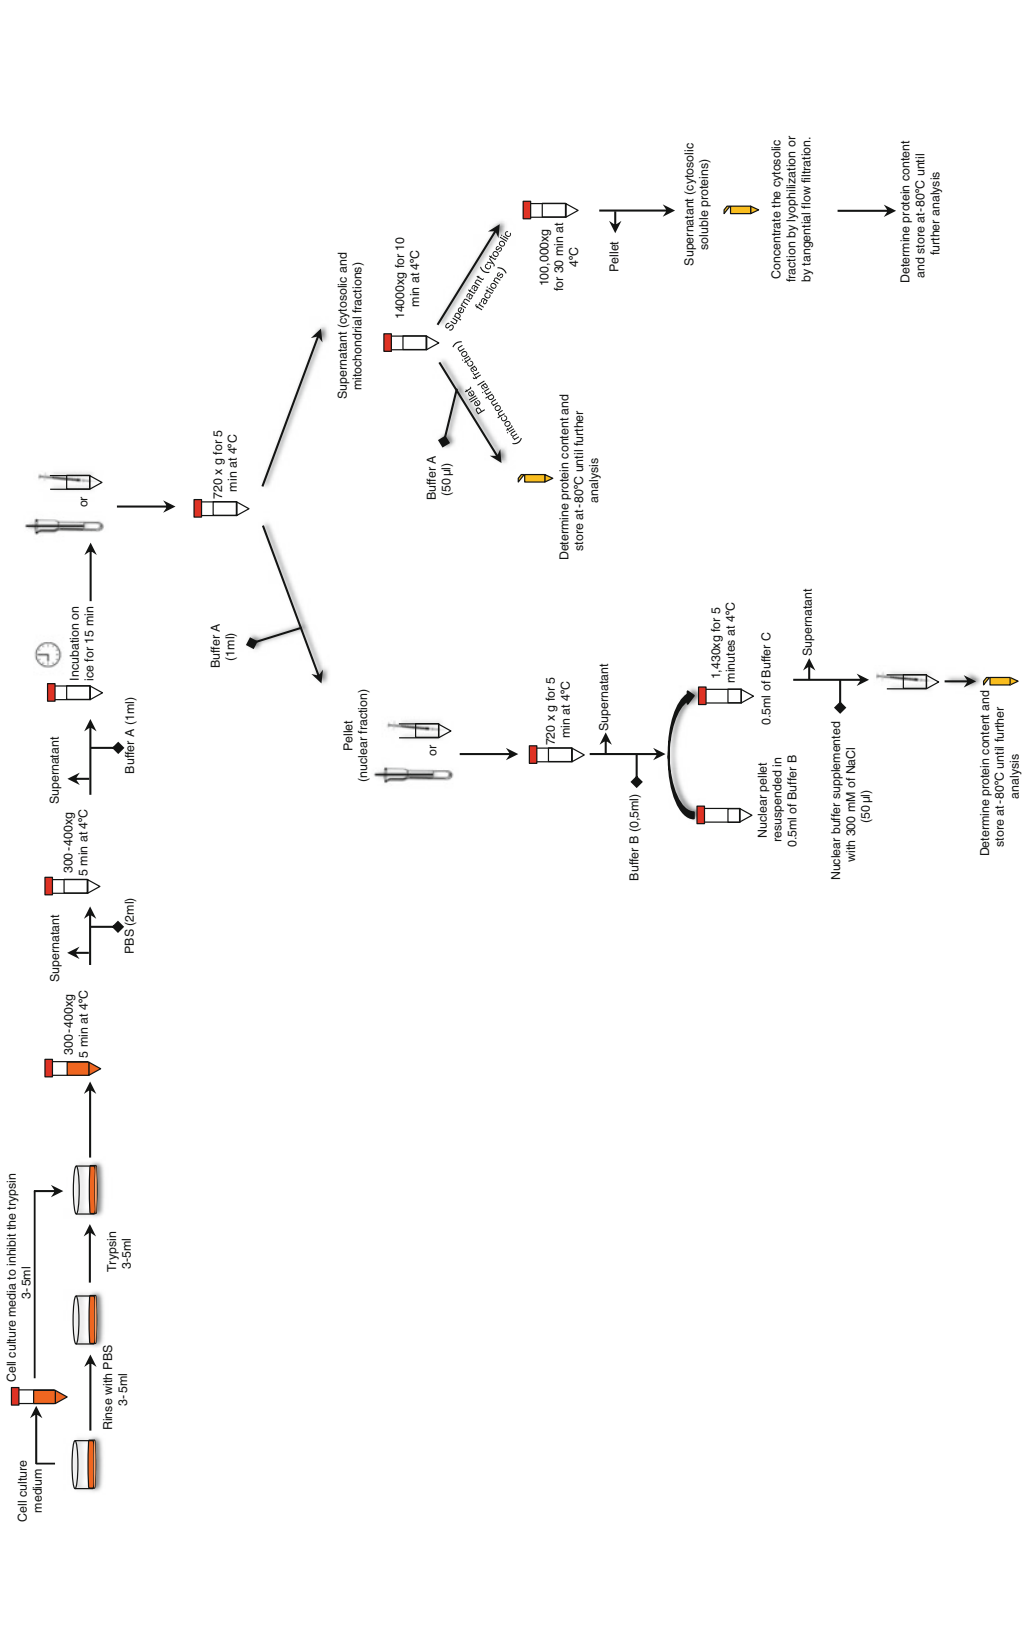 Cell culture
medium
Cell culture media to inhibit the trypsin
3- 5ml
Rinse with PBS
3- 5ml
Trypsin
3-5ml
300-400xg
5 min at 4°C
Supernatant
PBS (2ml)
300-400xg
5 min at 4°C
Supernatant
Buffer A (1ml)
Incubation on
ice for 15 min
or
720 x g for 5
min at 4°C
Buffer A
(1ml)
Pellet
(nuclear fraction)
or
720 x g for 5
min at 4°C
Supernatant
Buffer B (0,5ml)
Nuclear pellet
resuspended in
0.5ml of Buffer B
1,430xg for 5
minutes at 4°C
0.5ml of Buffer C
Supernatant
Nuclear buffer supplemented
with 300 mM of NaCl
(50 µl)
Determine protein content and
store at -80°C until further
analysis
Supernatant (cytosolic and
mitochondrial fractions)
14000xg for 10
min at 4°C
Buffer A
(50 µl)
Pellet
(mitochondrial fraction)
Determine protein content and
store at -80°C until further
analysis
Supernatant (cytosolic
fractions)
100,000xg
for 30 min at
4°C
Pellet
Supernatant (cytosolic
soluble proteins)
Concentrate the cytosolic
fraction by lyophilization or
by tangential flow filtration.
Determine protein content
and store at -80°C until
further analysis